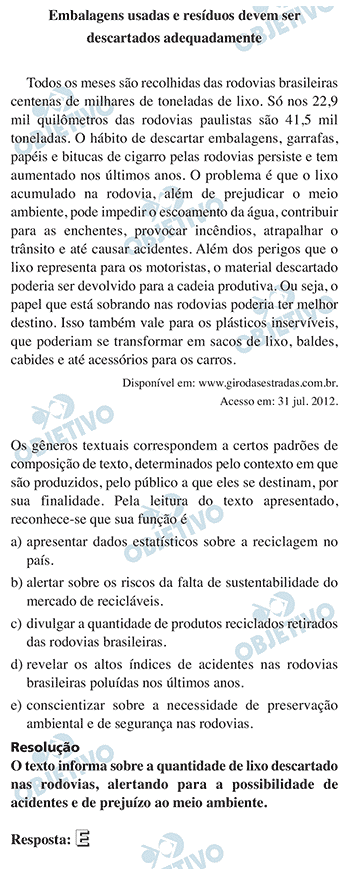 Embalagens usadas e resíduos devem ser
descartados adequadamente
Todos os meses são recolhidas das rodovias brasileiras
centenas de milhares de toneladas de lixo. Só nos 22,9
mil quilômetros das rodovias paulistas são 41,5 mil
toneladas. O hábito de descartar embalagens, garrafas,
papéis e bitucas de cigarro pelas rodovias persiste e tem
aumentado nos últimos anos. O problema é que o lixo
acumulado na rodovia, além de prejudicar o meio
ambiente, pode impedir o escoamento da água, contribuir
para as enchentes, provocar incêndios, atrapalhar o
trânsito e até causar acidentes. Além dos perigos que o
lixo representa para os motoristas, o material descartado
poderia ser devolvido para a cadeia produtiva. Ou seja, o
papel que está sobrando nas rodovias poderia ter melhor
destino. Isso também vale para os plásticos inservíveis,
que poderiam se transformar em sacos de lixo, baldes,
cabides e até acessórios para os carros.
Disponível em: www.girodasestradas.com.br.
Acesso em: 31 jul. 2012.
Os gêneros textuais correspondem a certos padrões de
composição de texto, determinados pelo contexto em que
são produzidos, pelo público a que eles se destinam, por
sua finalidade. Pela leitura do texto apresentado,
reconhece-se que sua função é
a) apresentar dados estatísticos sobre a reciclagem no
país.
b) alertar sobre os riscos da falta de sustentabilidade do
mercado de recicláveis.
c) divulgar a quantidade de produtos reciclados retirados
das rodovias brasileiras.
d) revelar os altos índices de acidentes nas rodovias
brasileiras poluídas nos últimos anos.
e) conscientizar sobre a necessidade de preservação
ambiental e de segurança nas rodovias.
Resolução
O texto informa sobre a quantidade de lixo descartado
nas rodovias, alertando para a possibilidade de
acidentes e de prejuízo ao meio ambiente.
Resposta: E
OBJETIVO
OBJETIVO
OBJETIVO
OBJETIVO
OBJETIVO
OBJETIVO
OBJETIVO
OBJETIVO
OBJETIVO
OBJETIVO